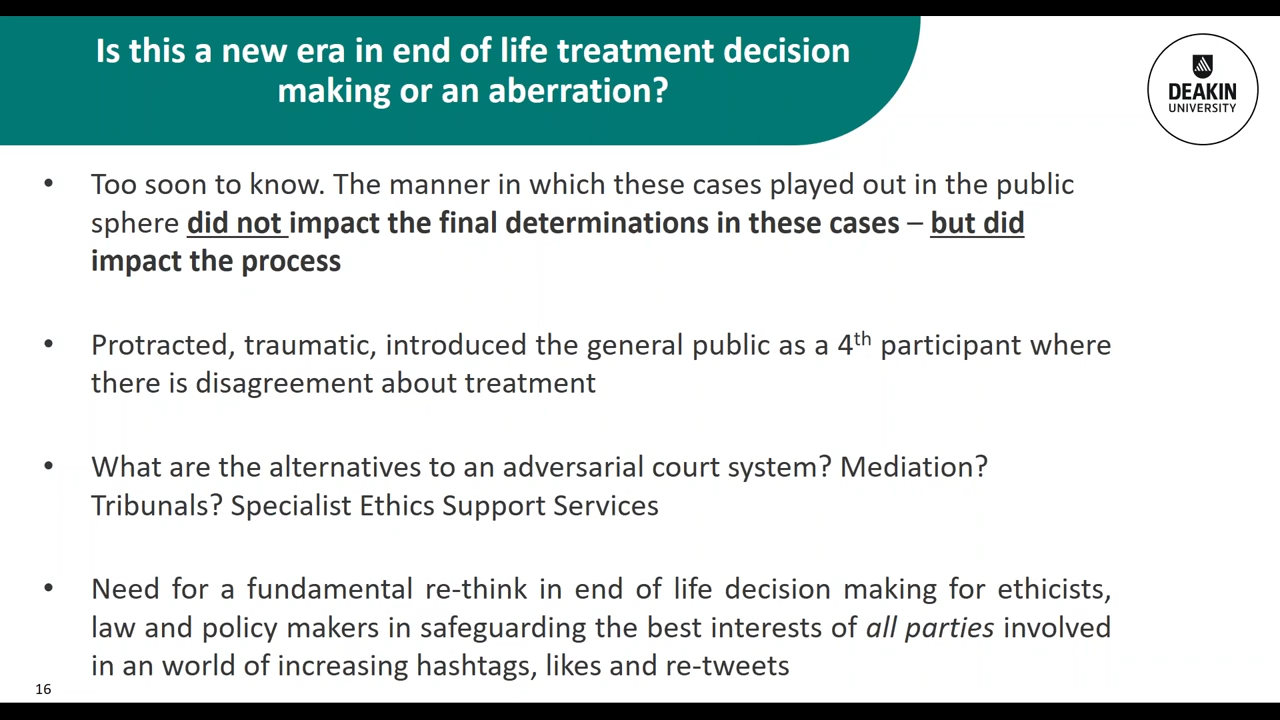 Is this a new era in end of life treatment decision
making or an aberration?
DEAKIN
UNIVERSITY
• Too soon to know. The manner in which these cases played out in the public
sphere did not impact the final determinations in these cases – but did
impact the process
• Protracted, traumatic, introduced the general public as a 4th participant where
there is disagreement about treatment
• What are the alternatives to an adversarial court system? Mediation?
Tribunals? Specialist Ethics Support Services
• Need for a fundamental re-think in end of life decision making for ethicists,
law and policy makers in safeguarding the best interests of all parties involved
in an world of increasing hashtags, likes and re-tweets
16